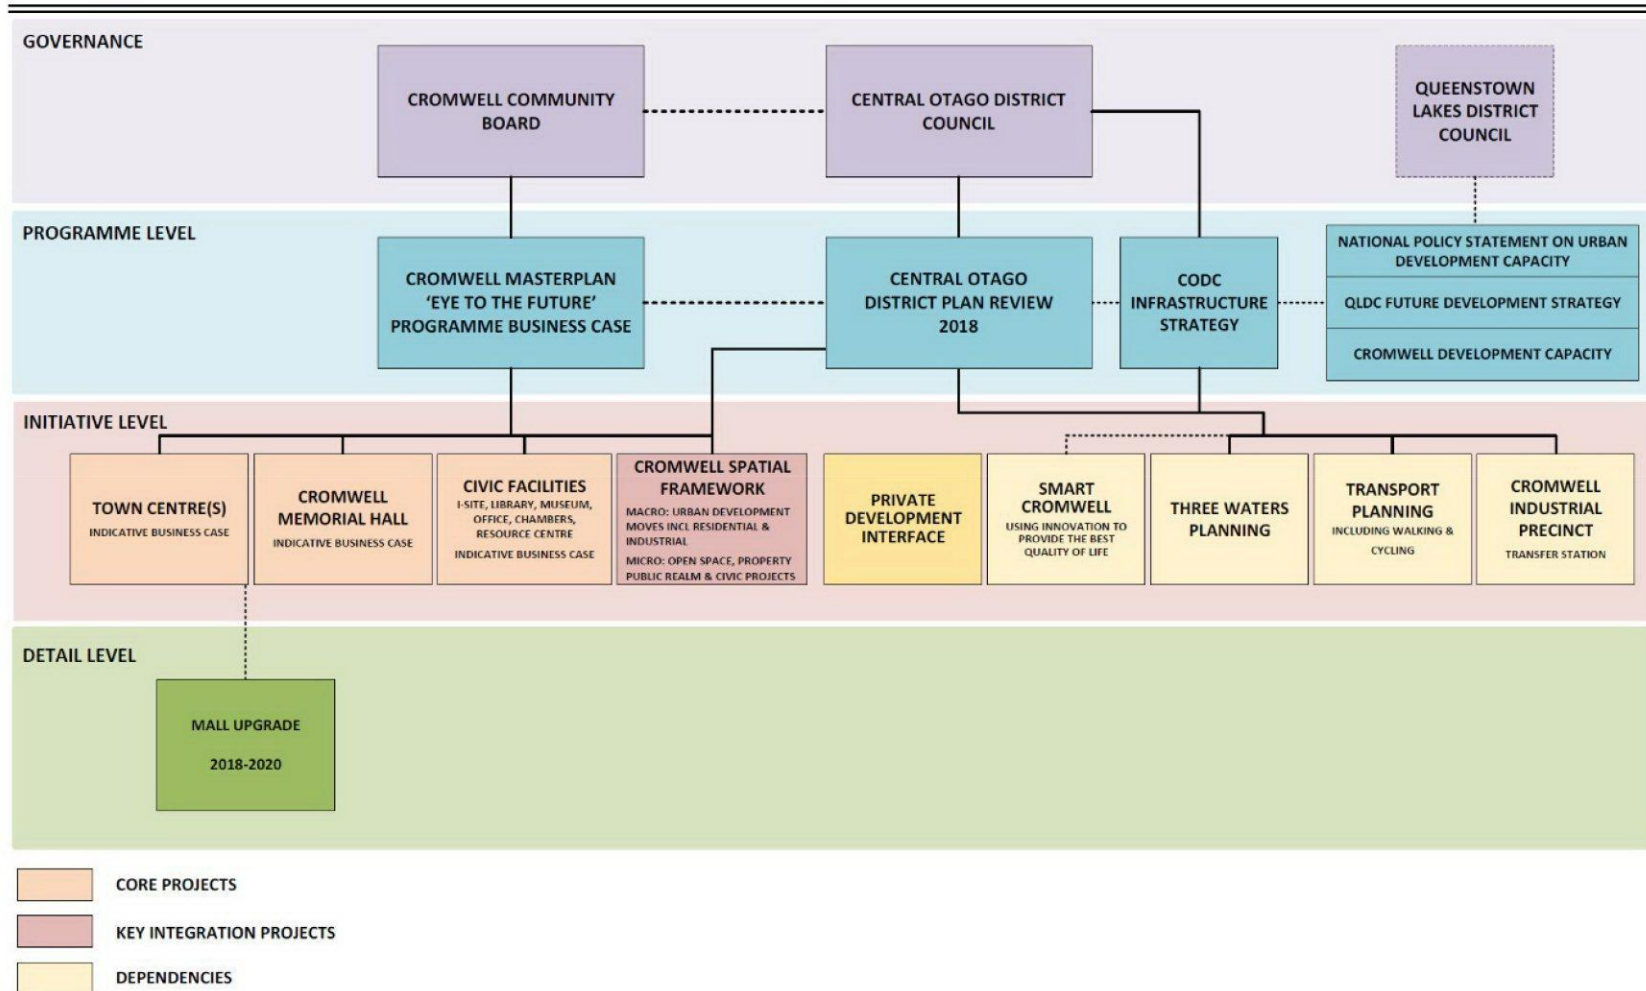 GOVERNANCE
CROMWELL COMMUNITY
BOARD
CENTRAL OTAGO DISTRICT
COUNCIL
QUEENSTOWN
LAKES DISTRICT
COUNCIL
PROGRAMME LEVEL
CROMWELL MASTERPLAN
‘EYE TO THE FUTURE’
PROGRAMME BUSINESS CASE
CENTRAL OTAGO
DISTRICT PLAN REVIEW
2018
CODC
INFRASTRUCTURE
STRATEGY
NATIONAL POLICY STATEMENT ON URBAN
DEVELOPMENT CAPACITY
QLDC FUTURE DEVELOPMENT STRATEGY
CROMWELL DEVELOPMENT CAPACITY
INITIATIVE LEVEL
TOWN CENTRE(S)
INDICATIVE BUSINESS CASE
CROMWELL
MEMORIAL HALL
INDICATIVE BUSINESS CASE
CIVIC FACILITIES
I-SITE, LIBRARY, MUSEUM,
OFFICE, CHAMBERS,
RESOURCE CENTRE
INDICATIVE BUSINESS CASE
CROMWELL SPATIAL
FRAMEWORK
MACRO: URBAN DEVELOPMENT
MOVES INCL RESIDENTIAL &
INDUSTRIAL
MICRO: OPEN SPACE, PROPERTY
PUBLIC REALM & CIVIC PROJECTS
PRIVATE
DEVELOPMENT
INTERFACE
SMART
CROMWELL
USING INNOVATION TO
PROVIDE THE BEST
QUALITY OF LIFE
THREE WATERS
PLANNING
TRANSPORT
PLANNING
INCLUDING WALKING &
CYCLING
CROMWELL
INDUSTRIAL
PRECINCT
TRANSFER STATION
DETAIL LEVEL
MALL UPGRADE
2018-2020
CORE PROJECTS
KEY INTEGRATION PROJECTS
DEPENDENCIES